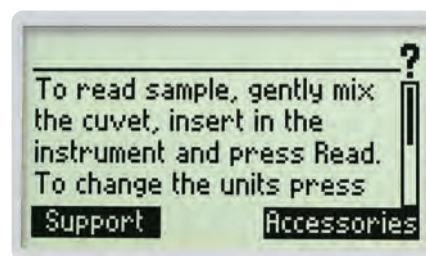 ?
To read sample, gently mix
the cuvet, insert in the
instrument and press Read.
To change the units press
Support Accessories